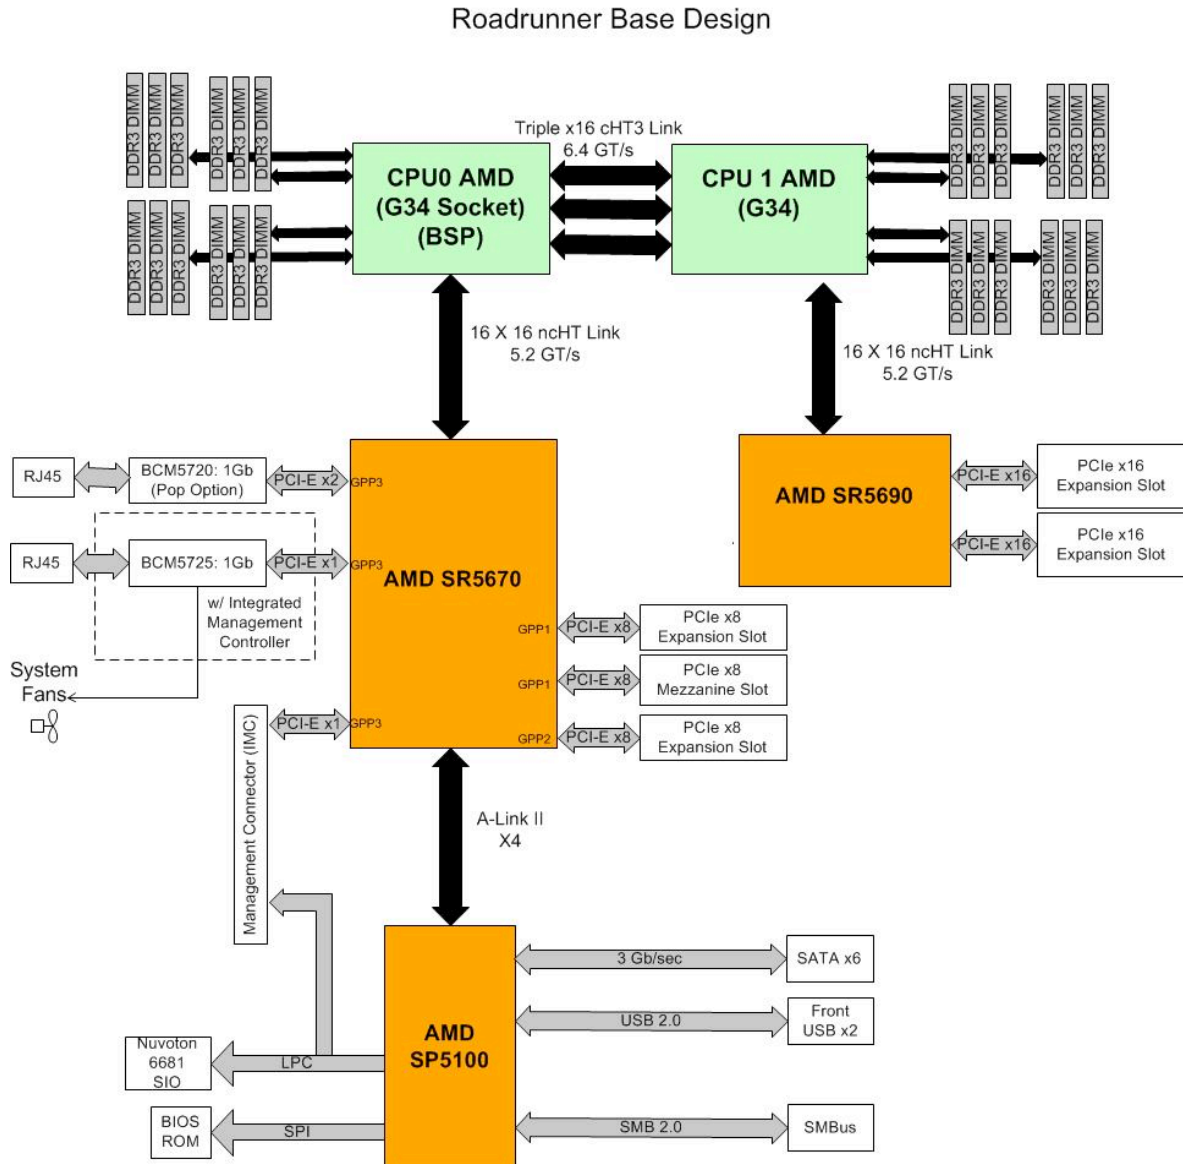 Roadrunner Base Design
DDR3 DIMM
DDR3 DIMM
DDR3 DIMM
DDR3 DIMM
DDR3 DIMM
DDR3 DIMM
Triple x16 cHT3 Link
6.4 GT/s
DDR3 DIMM
DDR3 DIMM
DDR3 DIMM
DDR3 DIMM
DDR3 DIMM
DDR3 DIMM
CPU0 AMD
(G34 Socket)
(BSP)
CPU 1 AMD
(G34)
DDR3 DIMM
DDR3 DIMM
DDR3 DIMM
DDR3 DIMM
DDR3 DIMM
DDR3 DIMM
DDR3 DIMM
DDR3 DIMM
DDR3 DIMM
DDR3 DIMM
DDR3 DIMM
DDR3 DIMM
16 X 16 ncHT Link
5.2 GT/s
16 X 16 ncHT Link
5.2 GT/s
RJ45
BCM5720: 1Gb
(Pop Option)
PCI-E x2
GPP3
RJ45
BCM5725: 1Gb
PCI-E x1
GPP3
w/ Integrated
Management
Controller
System
Fans
AMD SR5670
AMD SR5690
PCI-E x16
PCIe x16
Expansion Slot
PCI-E x16
PCIe x16
Expansion Slot
GPP1
PCI-E x8
PCIe x8
Expansion Slot
GPP1
PCI-E x8
PCIe x8
Mezzanine Slot
GPP2
PCI-E x8
PCIe x8
Expansion Slot
PCI-E x1
GPP3
Management Connector (IMC)
A-Link II
X4
AMD
SP5100
3 Gb/sec
SATA x6
USB 2.0
Front
USB x2
Nuvoton
6681
SIO
LPC
BIOS
ROM
SPI
SMB 2.0
SMBus